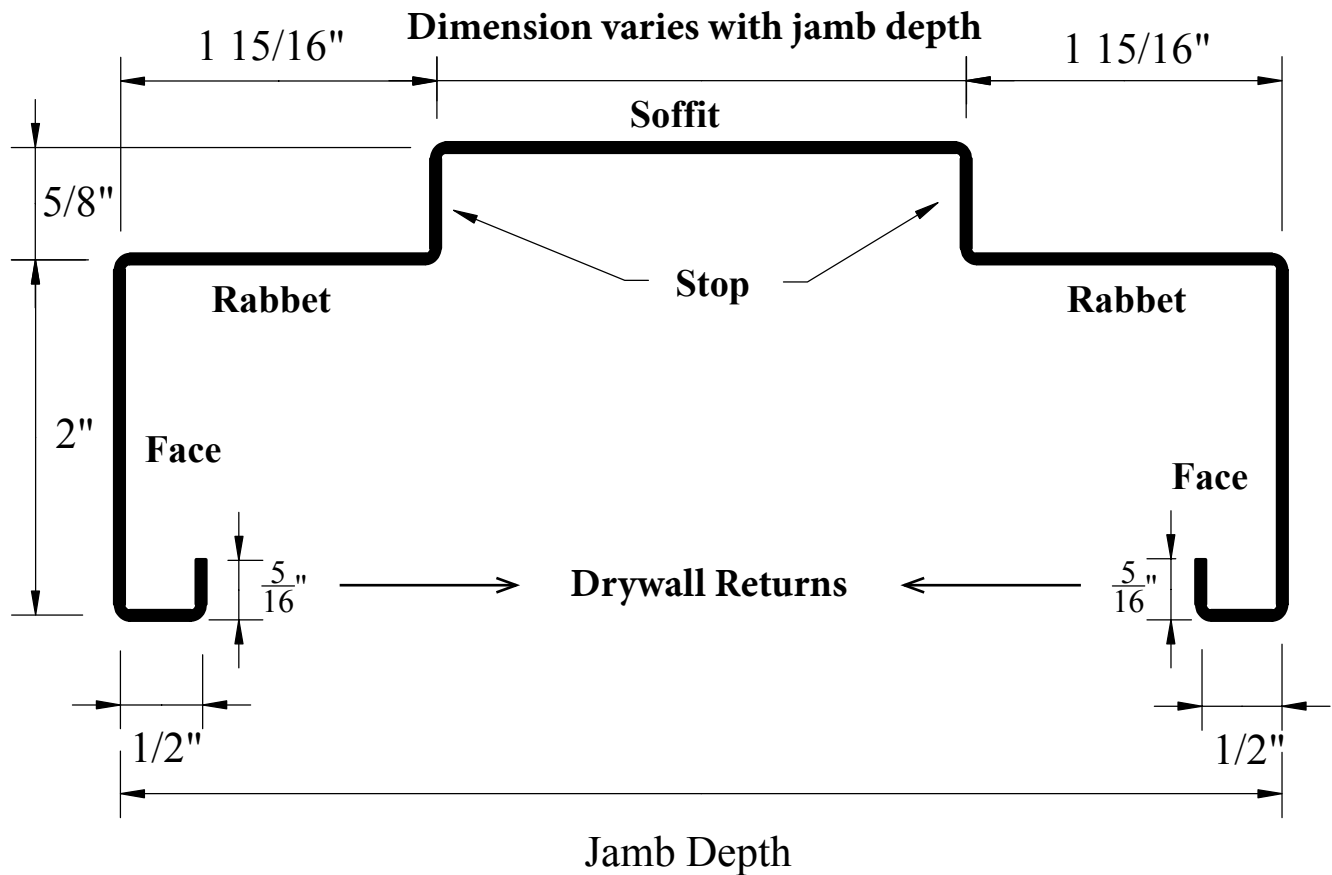 Dimension varies with jamb depth
1 15/16"
1 15/16"
Soffit
5/8"
Stop
Rabbet
Rabbet
2"
Face
Face
5/16"
Drywall Returns
5/16"
1/2"
1/2"
Jamb Depth